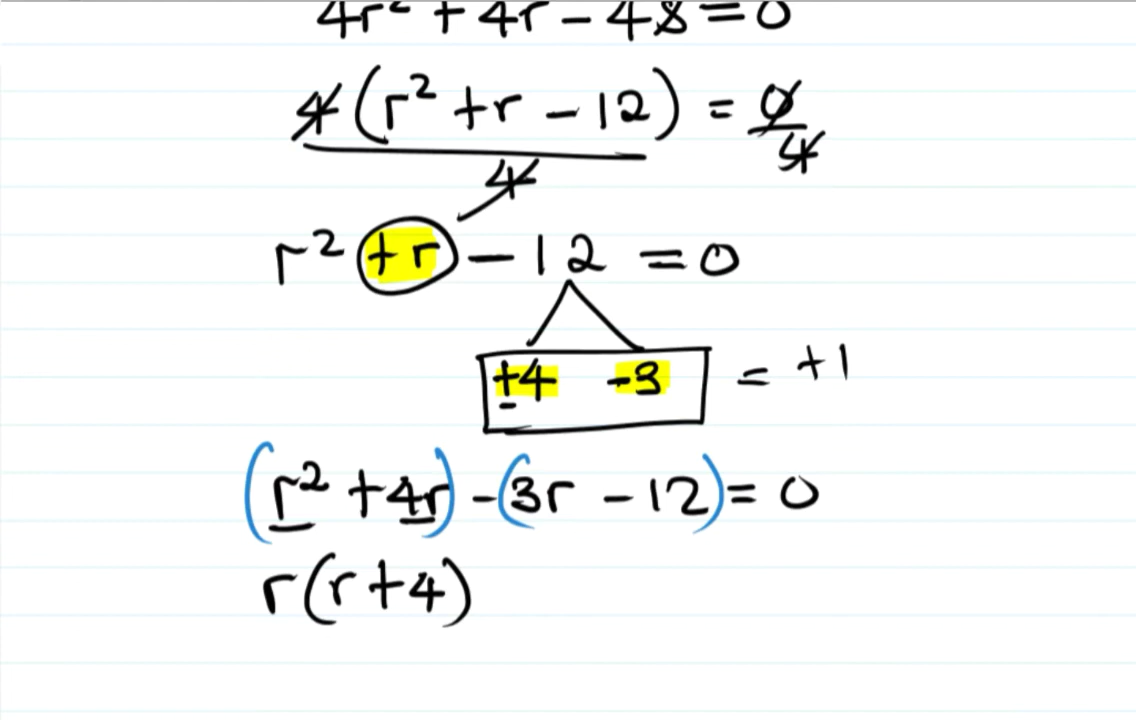 4r² + 4r - 48 = 0
4(r² + r - 12) = 0/4
4
r² + r - 12 = 0
+4 -3 = +1
(r² + 4r) - (3r - 12) = 0
r(r + 4)